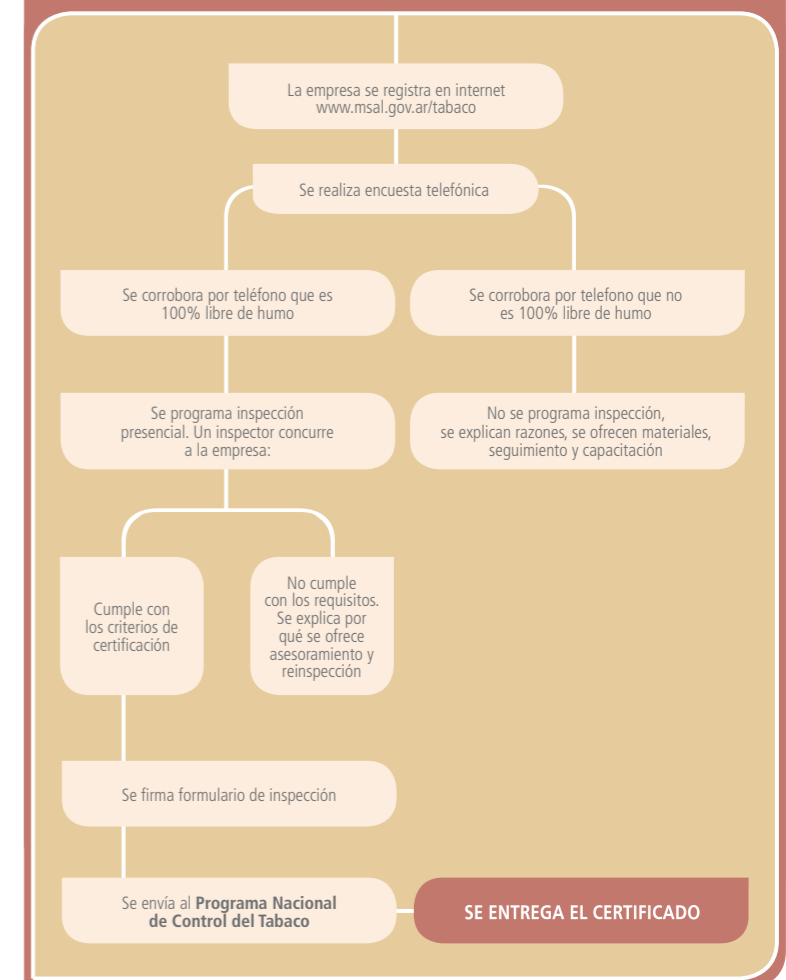 La empresa se registra en internet
www.msal.gov.ar/tabaco
Se realiza encuesta telefónica
Se corrobora por teléfono que es
100% libre de humo
Se corrobora por telefono que no
es 100% libre de humo
Se programa inspección
presencial. Un inspector concurre
a la empresa:
No se programa inspección,
se explican razones, se ofrecen materiales,
seguimiento y capacitación
Cumple con
los criterios de
certificación
No cumple
con los requisitos.
Se explica por
qué se ofrece
asesoramiento y
reinspección
Se firma formulario de inspección
Se envía al Programa Nacional
de Control del Tabaco
SE ENTREGA EL CERTIFICADO